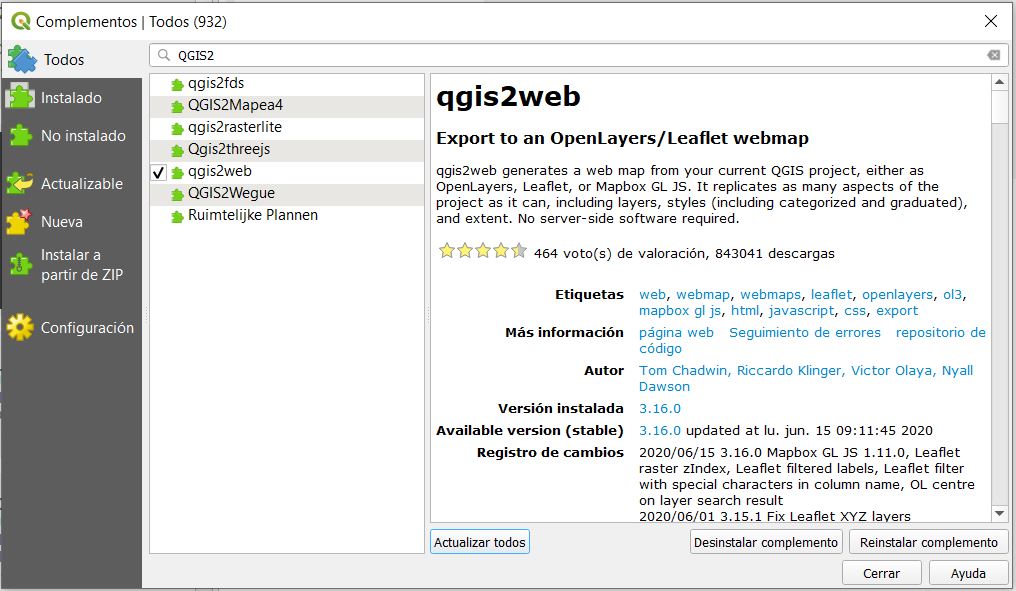 Complementos | Todos (932)
Todos
Instalado
No instalado
Actualizable
Nueva
Instalar a
partir de ZIP
Configuración
QGIS2
qgis2fds
QGIS2Mapea4
qgis2rasterlite
Qgis2threejs
qgis2web
QGIS2Wegue
Ruimtelijke Plannen
qgis2web
Export to an OpenLayers/Leaflet webmap
qgis2web generates a web map from your current QGIS project, either as
OpenLayers, Leaflet, or Mapbox GL JS. It replicates as many aspects of the
project as it can, including layers, styles (including categorized and graduated),
and extent. No server-side software required.
464 voto(s) de valoración, 843041 descargas
Etiquetas web, webmap, webmaps, leaflet, openlayers, ol3,
mapbox gl js, html, javascript, css, export
Más información página web Seguimiento de errores repositorio de
código
Autor Tom Chadwin, Riccardo Klinger, Victor Olaya, Nyall
Dawson
Versión instalada 3.16.0
Available version (stable) 3.16.0 updated at lu. jun. 15 09:11:45 2020
Registro de cambios 2020/06/15 3.16.0 Mapbox GL JS 1.11.0, Leaflet
raster zIndex, Leaflet filtered labels, Leaflet filter
with special characters in column name, OL centre
on layer search result
2020/06/01 3.15.1 Fix Leaflet XYZ layers
Actualizar todos
Desinstalar complemento
Reinstalar complemento
Cerrar
Ayuda